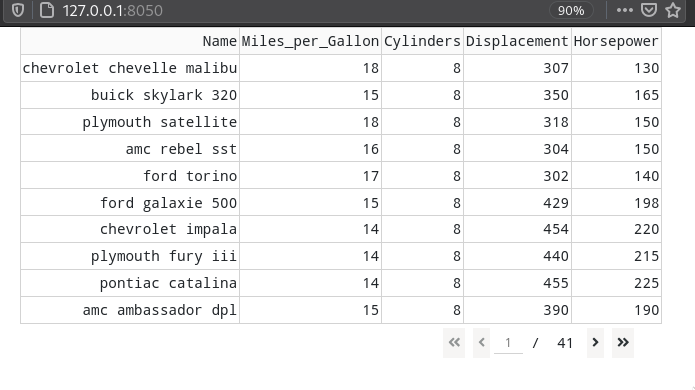 127.0.0.1:8050 90%
Name Miles_per_Gallon Cylinders Displacement Horsepower
chevrolet chevelle malibu 18 8 307 130
buick skylark 320 15 8 350 165
plymouth satellite 18 8 318 150
amc rebel sst 16 8 304 150
ford torino 17 8 302 140
ford galaxie 500 15 8 429 198
chevrolet impala 14 8 454 220
plymouth fury iii 14 8 440 215
pontiac catalina 14 8 455 225
amc ambassador dpl 15 8 390 190
1 / 41